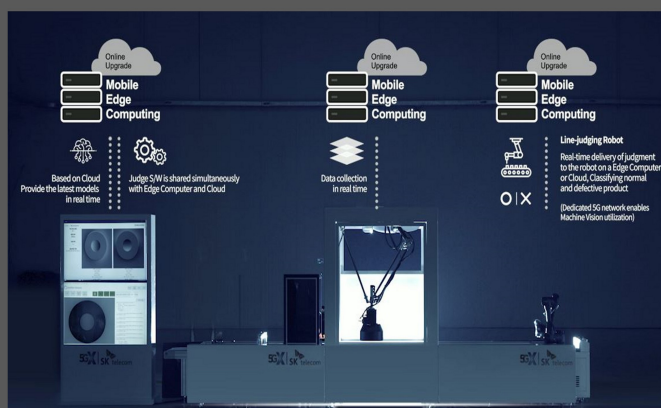 Online
Upgrade
Mobile
Edge
Computing
Based on Cloud
Provide the latest models
in real time
Judge S/W is shared simultaneously
with Edge Computer and Cloud
Online
Upgrade
Mobile
Edge
Computing
Data collection
in real time
Online
Upgrade
Mobile
Edge
Computing
Line-judging Robot
Real-time delivery of judgment
to the robot on a Edge Computer
or Cloud, Classifying normal
and defective product
O | X
(Dedicated 5G network enables
Machine Vision utilization)
5GX | SK telecom
5GX | SK telecom
5GX | SK telecom